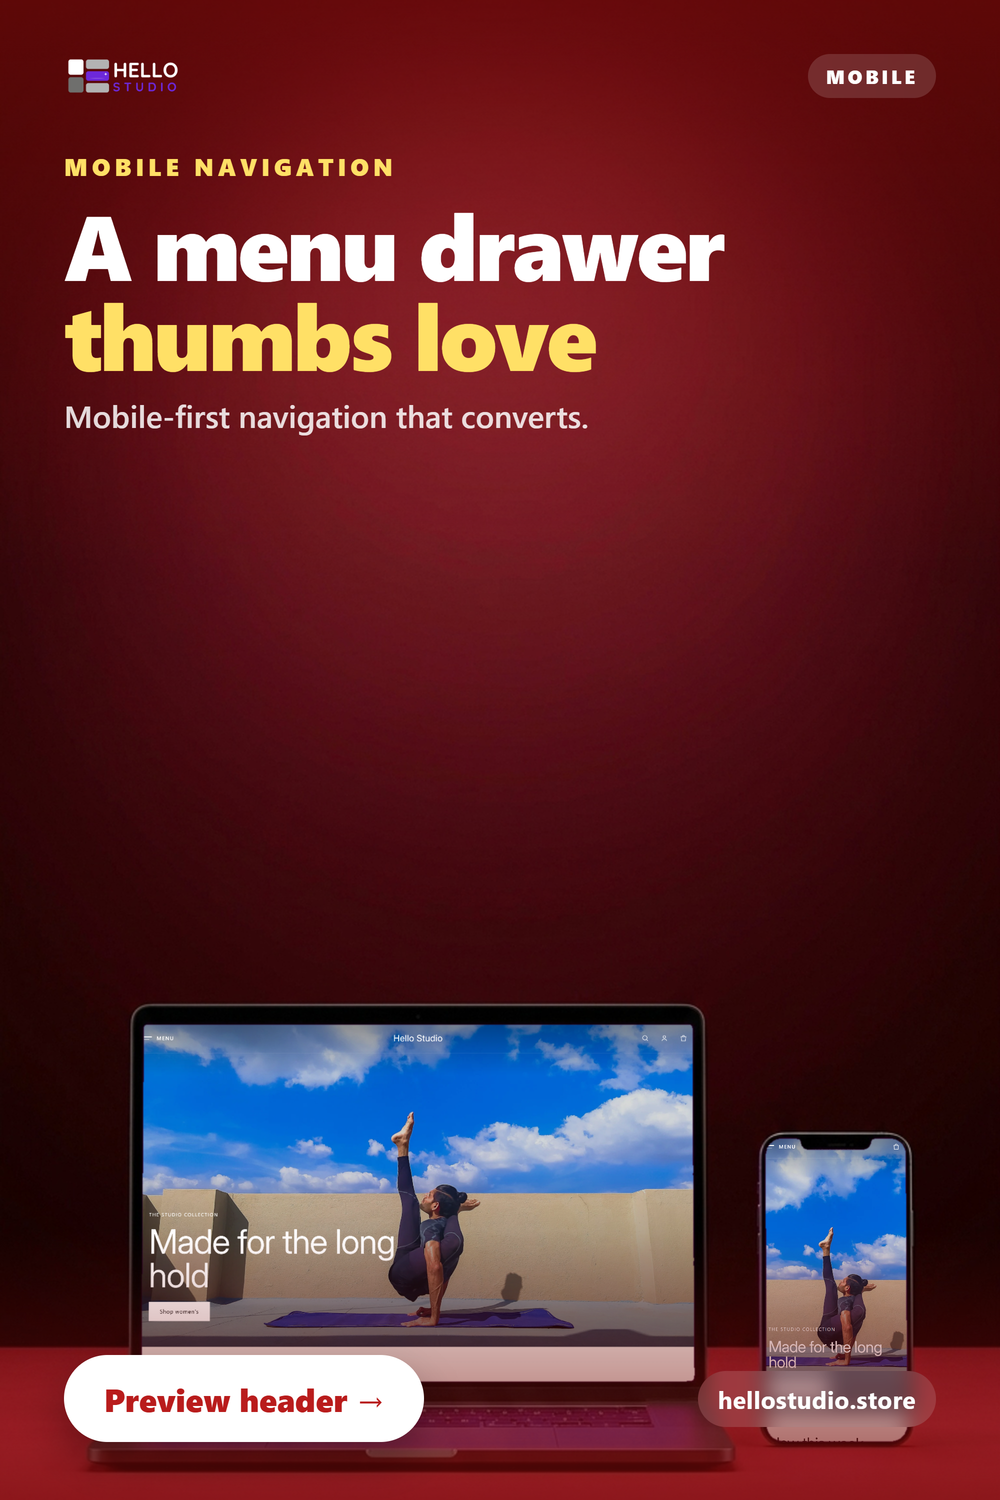 HELLO
STUDIO
MOBILE
MOBILE NAVIGATION
A menu drawer
thumbs love
Mobile-first navigation that converts.
MENU
Hello Studio
THE STUDIO COLLECTION
Made for the long
hold
Shop women's
MENU
THE STUDIO COLLECTION
Made for the long
hold
Preview header →
hellostudio.store